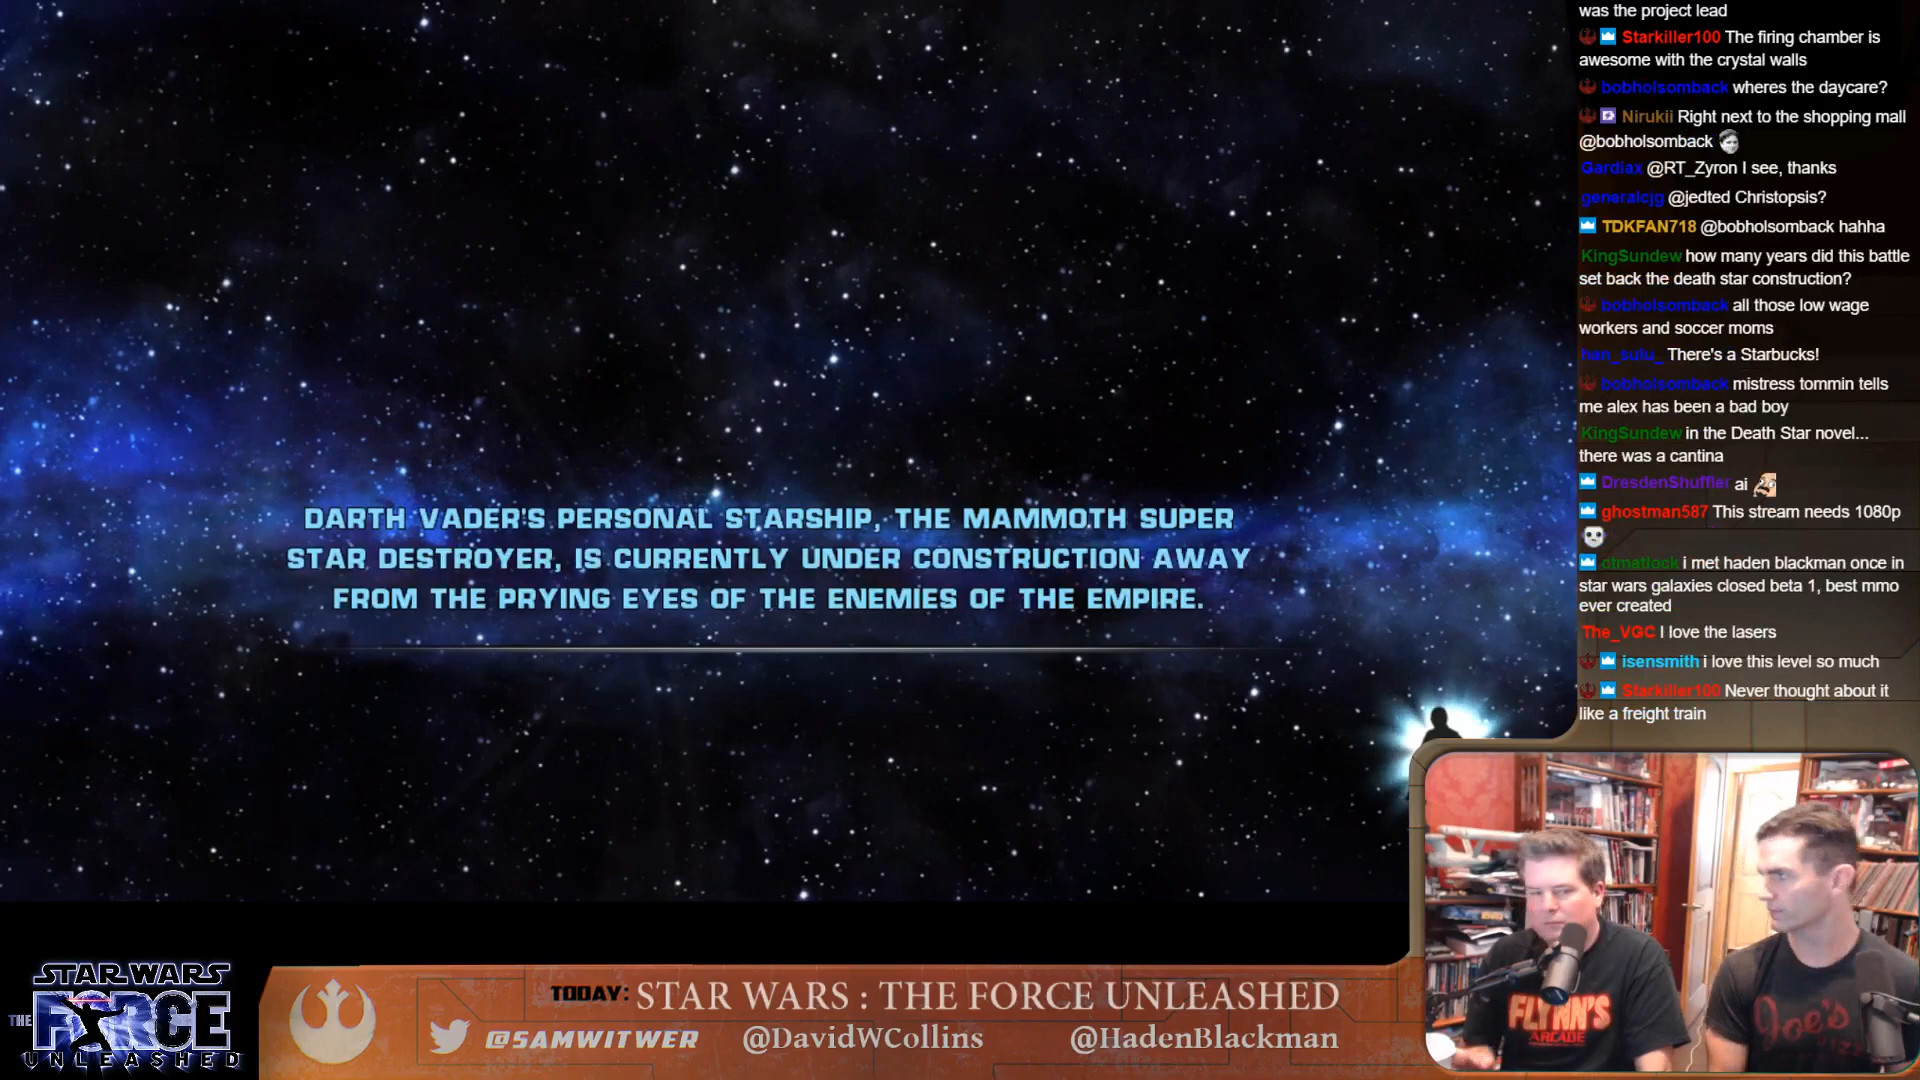 DARTH VADER'S PERSONAL STARSHIP, THE MAMMOTH SUPER
STAR DESTROYER, IS CURRENTLY UNDER CONSTRUCTION AWAY
FROM THE PRYING EYES OF THE ENEMIES OF THE EMPIRE.
was the project lead
Starkiller100 The firing chamber is
awesome with the crystal walls
bobholsomback wheres the daycare?
Nirukii Right next to the shopping mall
@bobholsomback
Gardiax @RT_Zyron I see, thanks
generalcjg @jedted Christopsis?
TDKFAN718 @bobholsomback hahha
KingSundew how many years did this battle
set back the death star construction?
bobholsomback all those low wage
workers and soccer moms
han_sulu_ There's a Starbucks!
bobholsomback mistress tommin tells
me alex has been a bad boy
KingSundew in the Death Star novel...
there was a cantina
DresdenShuffler ai
ghostman587 This stream needs 1080p
ctmatlock i met haden blackman once in
star wars galaxies closed beta 1, best mmo
ever created
The_VGC I love the lasers
isensmith i love this level so much
Starkiller100 Never thought about it
like a freight train
STAR WARS
THE FORCE
UNLEASHED
TODAY: STAR WARS : THE FORCE UNLEASHED
@SAMWITWER @DavidWCollins @HadenBlackman
FLYNN'S
ARCADE
Joe's